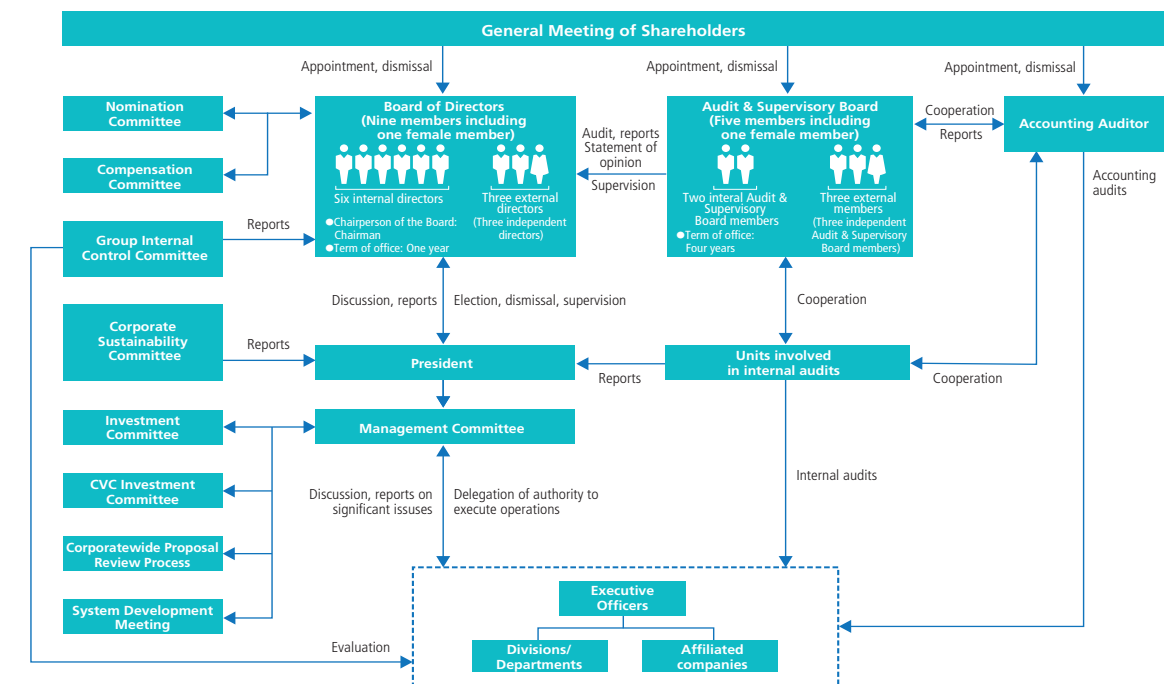 General Meeting of Shareholders
Appointment, dismissal
Appointment, dismissal
Appointment, dismissal
Nomination
Committee
Compensation
Committee
Group Internal
Control Committee
Corporate
Sustainability
Committee
Investment
Committee
CVC Investment
Committee
Corporatewide Proposal
Review Process
System Development
Meeting
Reports
Reports
Board of Directors
(Nine members including
one female member)
Six internal directors
●Chairperson of the Board:
Chairman
●Term of office: One year
Three external
directors
(Three independent
directors)
Audit, reports
Statement of
opinion
Supervision
Audit & Supervisory Board
(Five members including
one female member)
Two interal Audit &
Supervisory
Board members
●Term of office:
Four years
Three external
members
(Three independent
Audit & Supervisory
Board members)
Cooperation
Reports
Accounting Auditor
Accounting
audits
Discussion, reports
Election, dismissal, supervision
Cooperation
President
Reports
Units involved
in internal audits
Cooperation
Management Committee
Discussion, reports on
significant issuses
Delegation of authority to
execute operations
Internal audits
Evaluation
Executive
Officers
Divisions/
Departments
Affiliated
companies